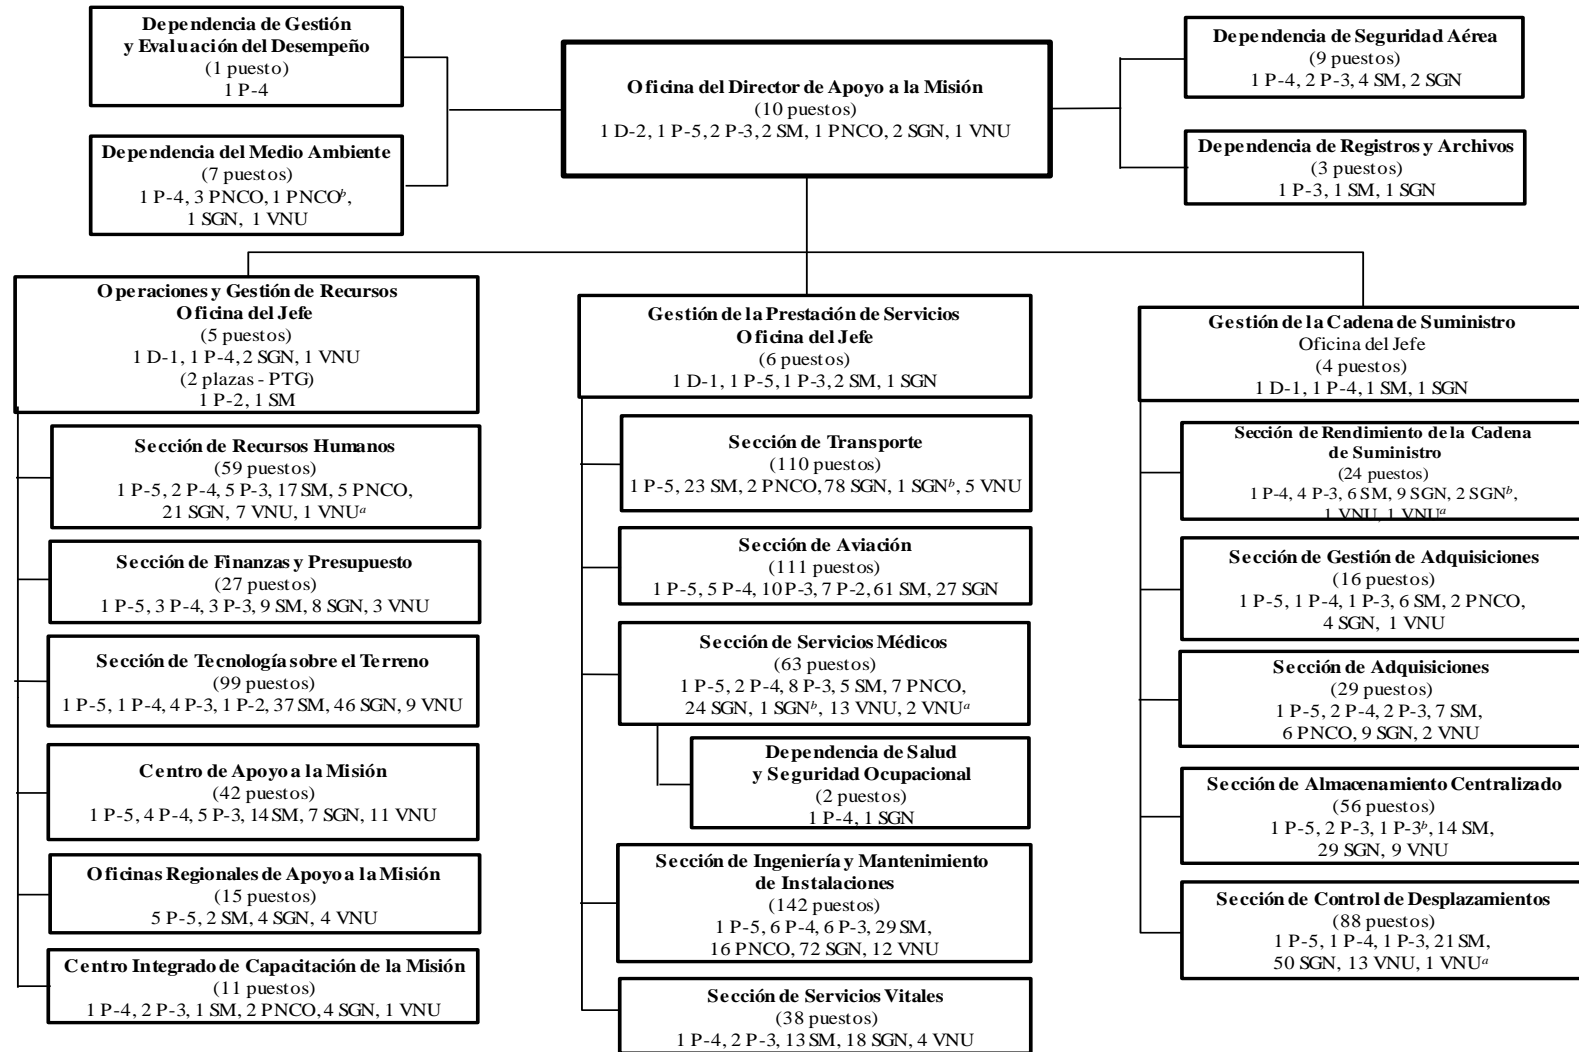 Dependencia de Gestión
y Evaluación del Desempeño
(1 puesto)
1 P-4
Dependencia del Medio Ambiente
(7 puestos)
1 P-4, 3 PNCO, 1 PNCOᵇ,
1 SGN, 1 VNU
Oficina del Director de Apoyo a la Misión
(10 puestos)
1 D-2, 1 P-5, 2 P-3, 2 SM, 1 PNCO, 2 SGN, 1 VNU
Dependencia de Seguridad Aérea
(9 puestos)
1 P-4, 2 P-3, 4 SM, 2 SGN
Dependencia de Registros y Archivos
(3 puestos)
1 P-3, 1 SM, 1 SGN
Operaciones y Gestión de Recursos
Oficina del Jefe
(5 puestos)
1 D-1, 1 P-4, 2 SGN, 1 VNU
(2 plazas - PTG)
1 P-2, 1 SM
Sección de Recursos Humanos
(59 puestos)
1 P-5, 2 P-4, 5 P-3, 17 SM, 5 PNCO,
21 SGN, 7 VNU, 1 VNUᵃ
Sección de Finanzas y Presupuesto
(27 puestos)
1 P-5, 3 P-4, 3 P-3, 9 SM, 8 SGN, 3 VNU
Sección de Tecnología sobre el Terreno
(99 puestos)
1 P-5, 1 P-4, 4 P-3, 1 P-2, 37 SM, 46 SGN, 9 VNU
Centro de Apoyo a la Misión
(42 puestos)
1 P-5, 4 P-4, 5 P-3, 14 SM, 7 SGN, 11 VNU
Oficinas Regionales de Apoyo a la Misión
(15 puestos)
5 P-5, 2 SM, 4 SGN, 4 VNU
Centro Integrado de Capacitación de la Misión
(11 puestos)
1 P-4, 2 P-3, 1 SM, 2 PNCO, 4 SGN, 1 VNU
Gestión de la Prestación de Servicios
Oficina del Jefe
(6 puestos)
1 D-1, 1 P-5, 1 P-3, 2 SM, 1 SGN
Sección de Transporte
(110 puestos)
1 P-5, 23 SM, 2 PNCO, 78 SGN, 1 SGNᵇ, 5 VNU
Sección de Aviación
(111 puestos)
1 P-5, 5 P-4, 10 P-3, 7 P-2, 61 SM, 27 SGN
Sección de Servicios Médicos
(63 puestos)
1 P-5, 2 P-4, 8 P-3, 5 SM, 7 PNCO,
24 SGN, 1 SGNᵇ, 13 VNU, 2 VNUᵃ
Dependencia de Salud
y Seguridad Ocupacional
(2 puestos)
1 P-4, 1 SGN
Sección de Ingeniería y Mantenimiento
de Instalaciones
(142 puestos)
1 P-5, 6 P-4, 6 P-3, 29 SM,
16 PNCO, 72 SGN, 12 VNU
Sección de Servicios Vitales
(38 puestos)
1 P-4, 2 P-3, 13 SM, 18 SGN, 4 VNU
Gestión de la Cadena de Suministro
Oficina del Jefe
(4 puestos)
1 D-1, 1 P-4, 1 SM, 1 SGN
Sección de Rendimiento de la Cadena
de Suministro
(24 puestos)
1 P-4, 4 P-3, 6 SM, 9 SGN, 2 SGNᵇ,
1 VNU, 1 VNUᵃ
Sección de Gestión de Adquisiciones
(16 puestos)
1 P-5, 1 P-4, 1 P-3, 6 SM, 2 PNCO,
4 SGN, 1 VNU
Sección de Adquisiciones
(29 puestos)
1 P-5, 2 P-4, 2 P-3, 7 SM,
6 PNCO, 9 SGN, 2 VNU
Sección de Almacenamiento Centralizado
(56 puestos)
1 P-5, 2 P-3, 1 P-3ᵇ, 14 SM,
29 SGN, 9 VNU
Sección de Control de Desplazamientos
(88 puestos)
1 P-5, 1 P-4, 1 P-3, 21 SM,
50 SGN, 13 VNU, 1 VNUᵃ